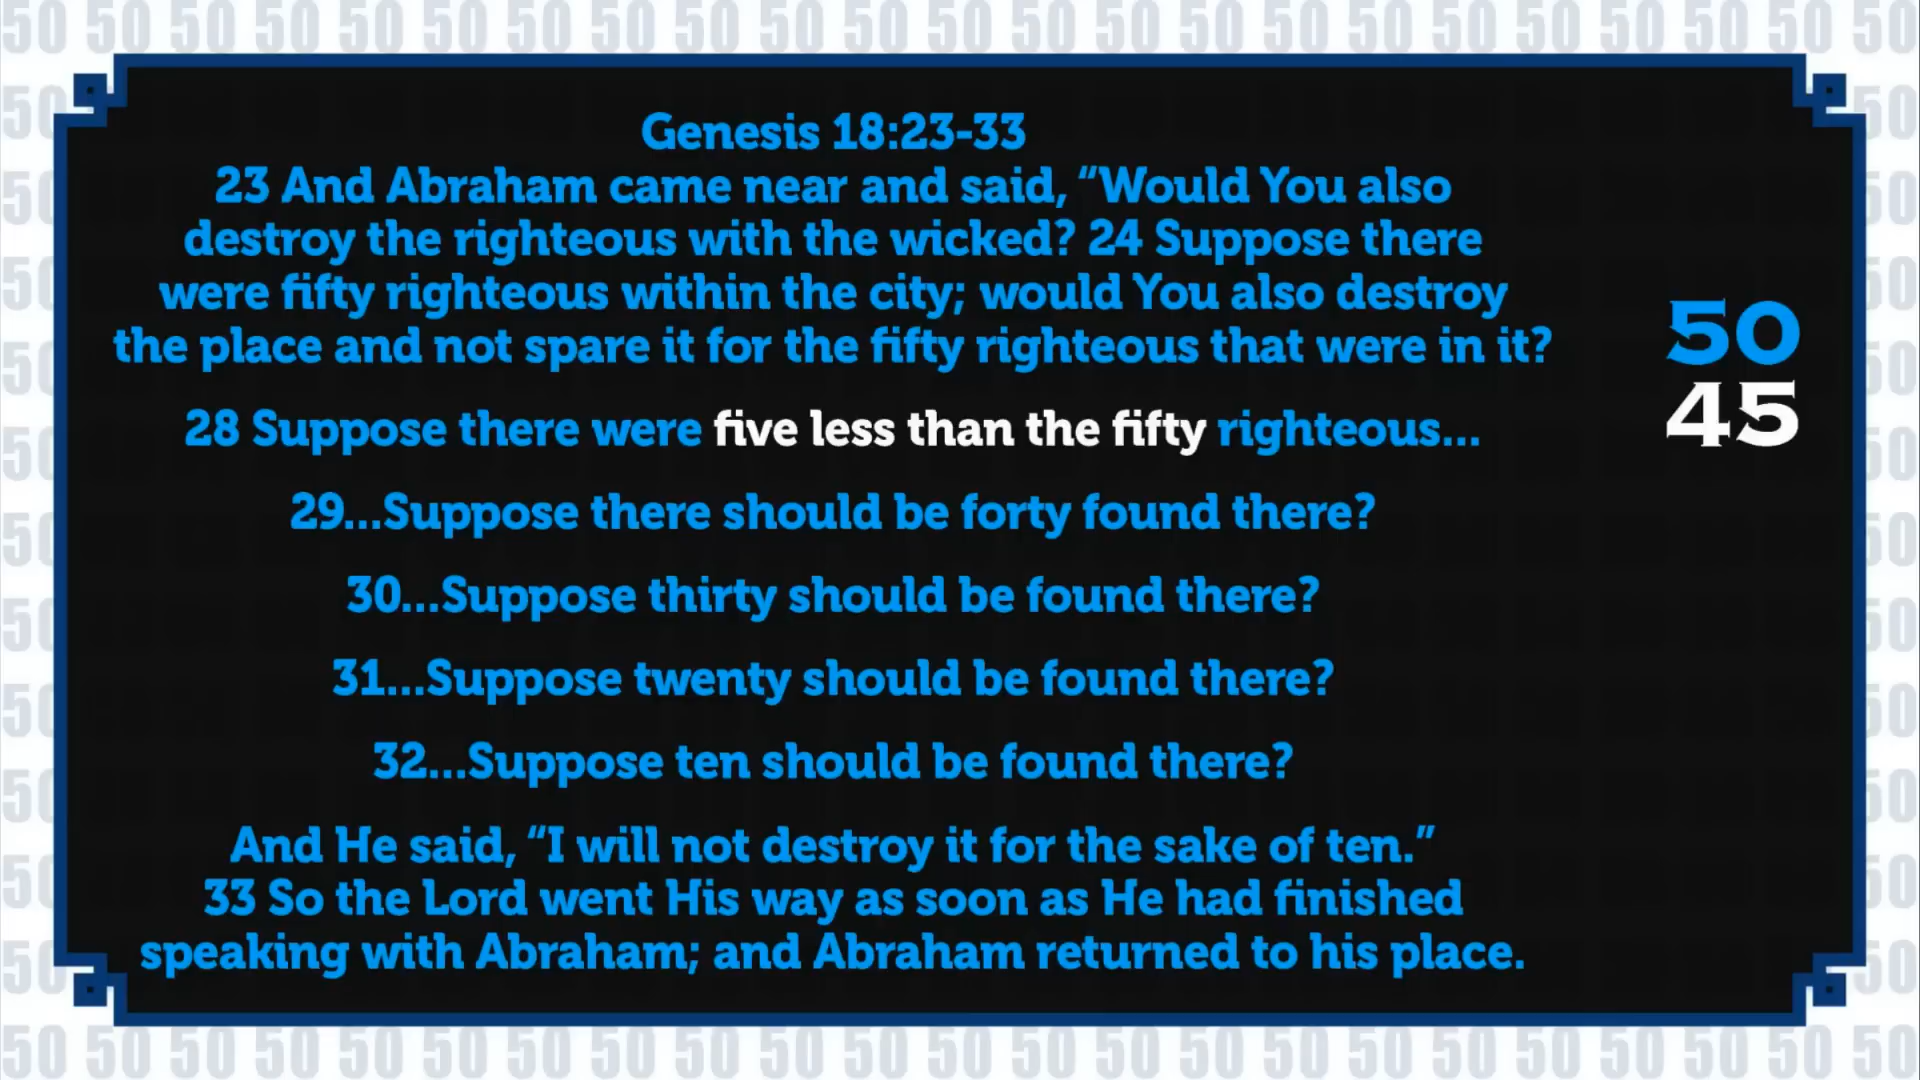 Genesis 18:23-33
23 And Abraham came near and said, “Would You also
destroy the righteous with the wicked? 24 Suppose there
were fifty righteous within the city; would You also destroy
the place and not spare it for the fifty righteous that were in it?
28 Suppose there were five less than the fifty righteous...
29...Suppose there should be forty found there?
30...Suppose thirty should be found there?
31...Suppose twenty should be found there?
32...Suppose ten should be found there?
And He said, “I will not destroy it for the sake of ten.”
33 So the Lord went His way as soon as He had finished
speaking with Abraham; and Abraham returned to his place.
50
45